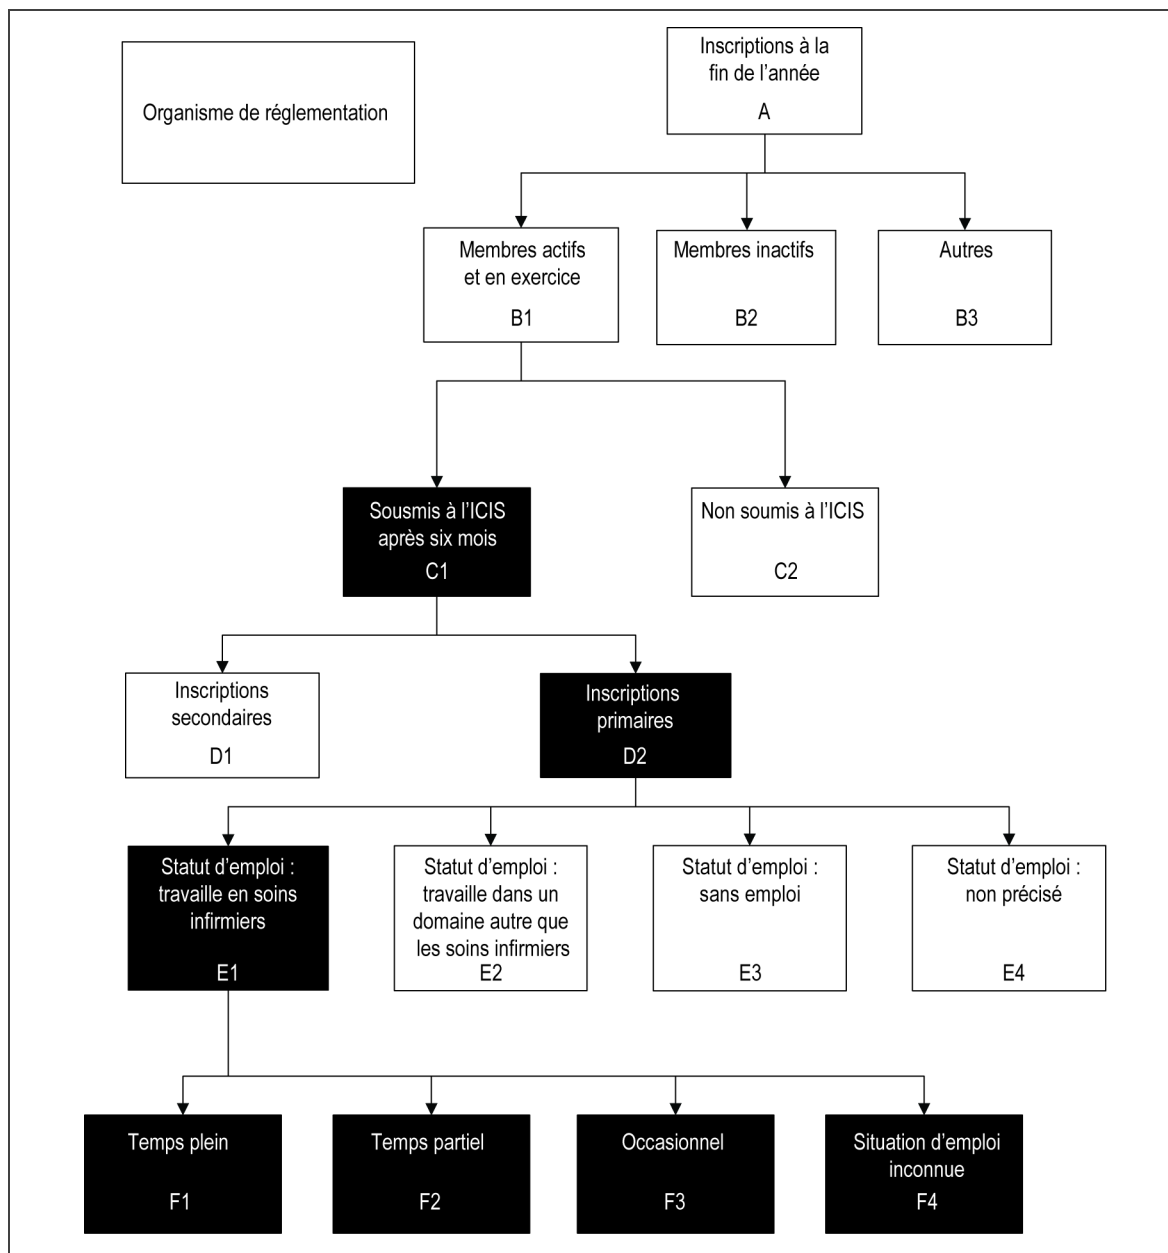 Organisme de réglementation
Inscriptions à la
fin de l'année
A
Membres actifs
et en exercice
B1
Membres inactifs
B2
Autres
B3
Sousmis à l'ICIS
après six mois
C1
Non soumis à l'ICIS
C2
Inscriptions
secondaires
D1
Inscriptions
primaires
D2
Statut d'emploi :
travaille en soins
infirmiers
E1
Statut d'emploi :
travaille dans un
domaine autre que
les soins infirmiers
E2
Statut d'emploi :
sans emploi
E3
Statut d'emploi :
non précisé
E4
Temps plein
F1
Temps partiel
F2
Occasionnel
F3
Situation d'emploi
inconnue
F4